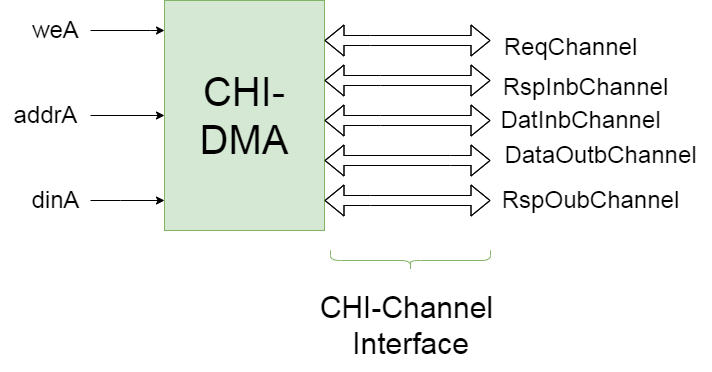 weA
addrA
dinA
CHI-
DMA
ReqChannel
RspInbChannel
DatInbChannel
DataOutbChannel
RspOubChannel
CHI-Channel
Interface